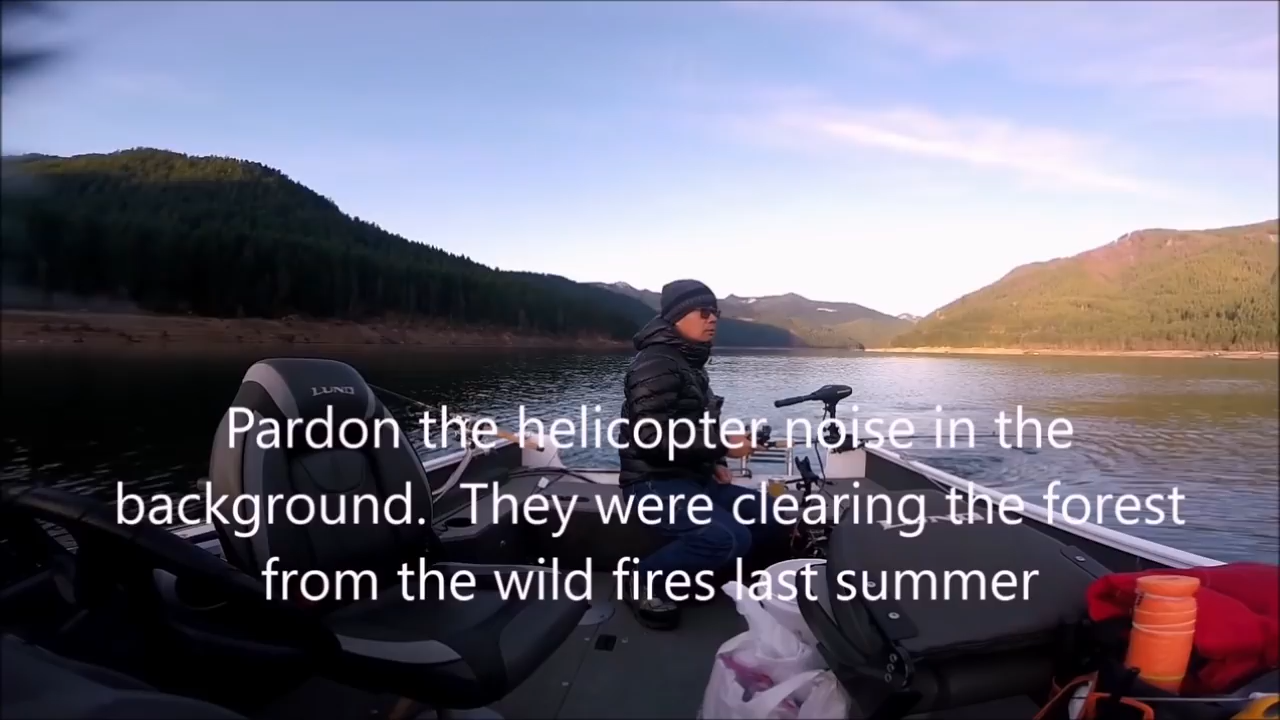 LUND
Pardon the helicopter noise in the
background.  They were clearing the forest
from the wild fires last summer